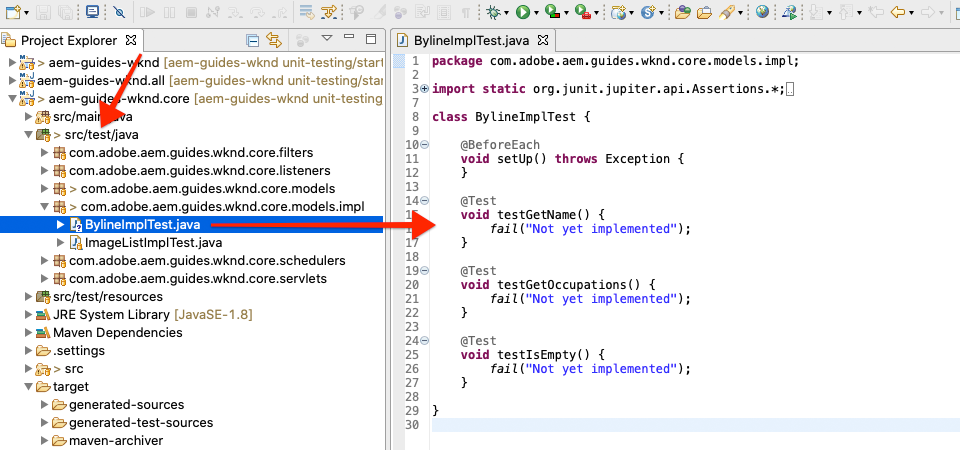 Project Explorer
> aem-guides-wknd [aem-guides-wknd unit-testing/start
aem-guides-wknd.all [aem-guides-wknd unit-testing/start
> aem-guides-wknd.core [aem-guides-wknd unit-testing
src/main/java
> src/test/java
com.adobe.aem.guides.wknd.core.filters
com.adobe.aem.guides.wknd.core.listeners
> com.adobe.aem.guides.wknd.core.models
> com.adobe.aem.guides.wknd.core.models.impl
BylineImplTest.java
ImageListImplTest.java
com.adobe.aem.guides.wknd.core.schedulers
com.adobe.aem.guides.wknd.core.servlets
src/test/resources
JRE System Library [JavaSE-1.8]
Maven Dependencies
.settings
> src
target
generated-sources
generated-test-sources
maven-archiver
BylineImplTest.java
1 package com.adobe.aem.guides.wknd.core.models.impl;
2
3 import static org.junit.jupiter.api.Assertions.*;
7
8 class BylineImplTest {
9
10 @BeforeEach
11 void setUp() throws Exception {
12 }
13
14 @Test
15 void testGetName() {
fail("Not yet implemented");
17 }
18
19 @Test
20 void testGetOccupations() {
21 fail("Not yet implemented");
22 }
23
24 @Test
25 void testIsEmpty() {
26 fail("Not yet implemented");
27 }
28
29 }
30